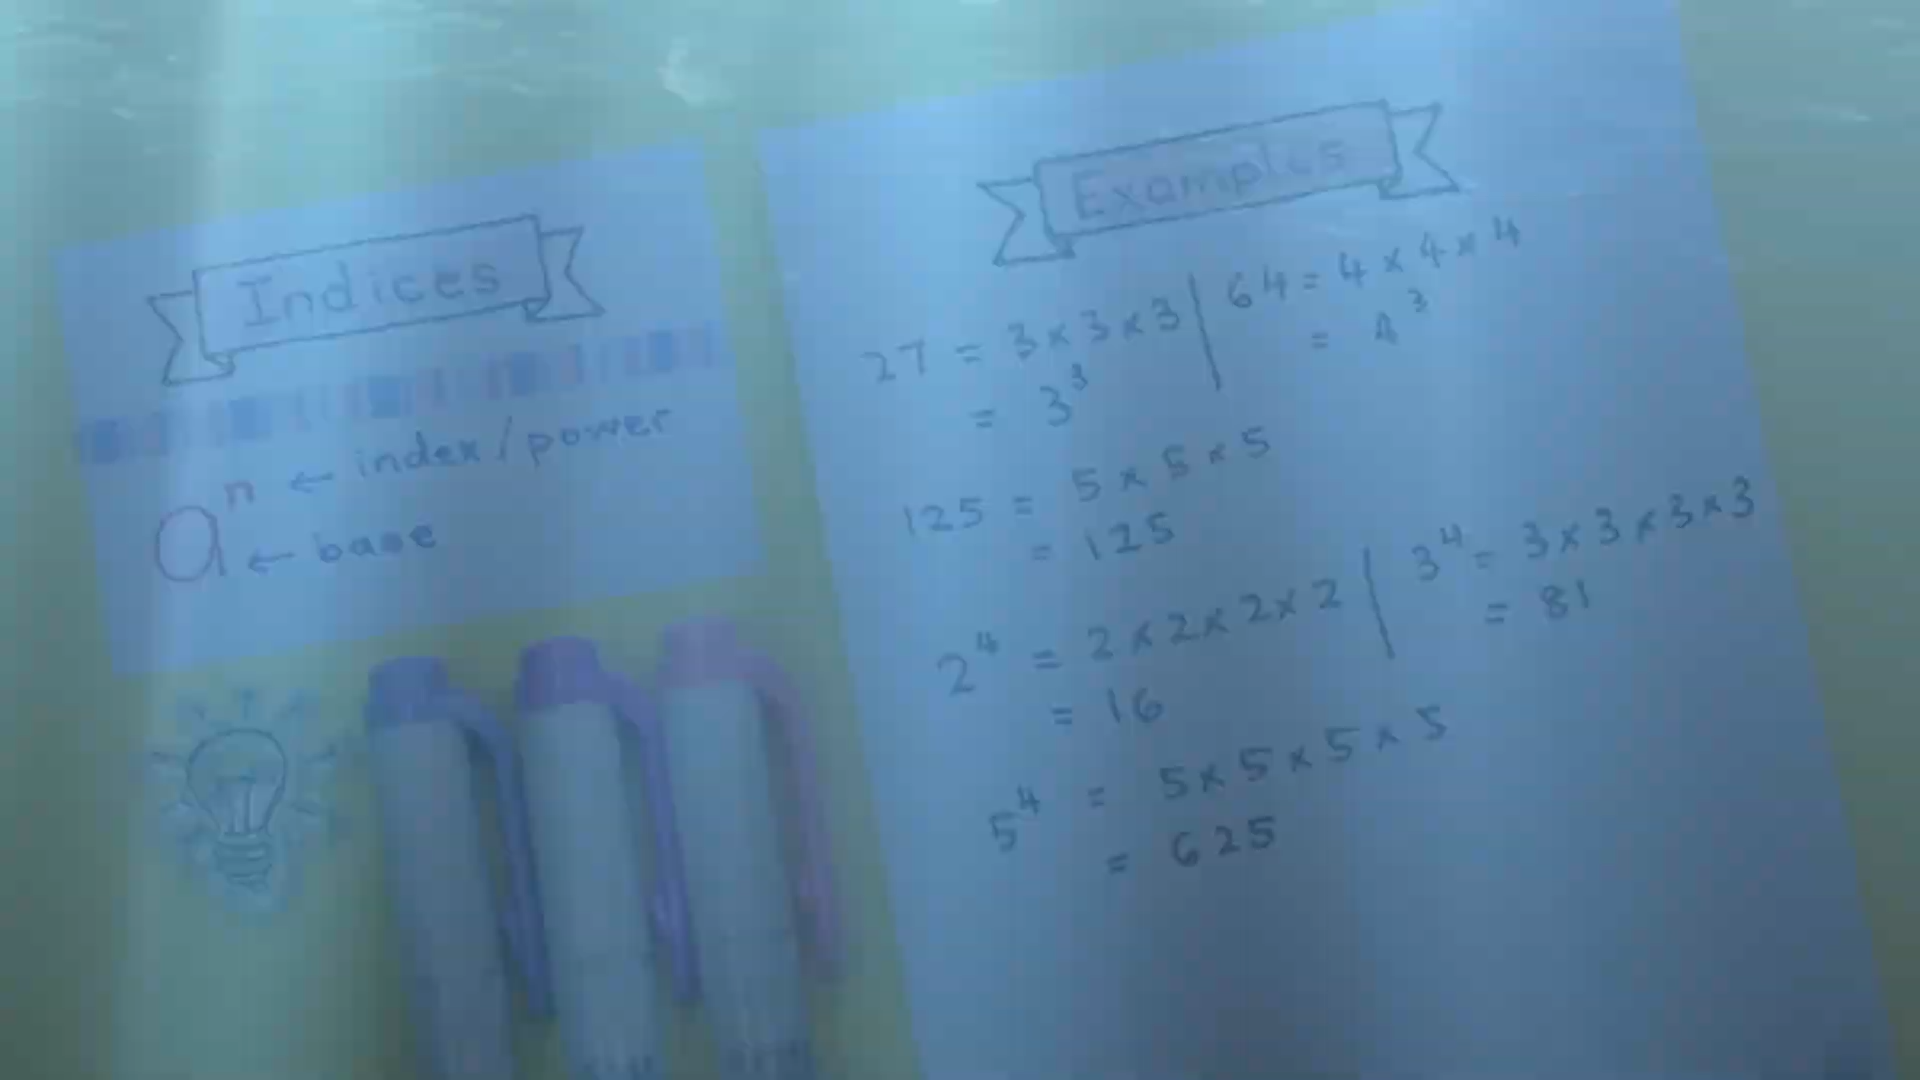 Indices
aⁿ ← index/power
← base
Examples
27 = 3 × 3 × 3 | 64 = 4 × 4 × 4
= 3³ = 4³
125 = 5 × 5 × 5
= 125
2⁴ = 2 × 2 × 2 × 2 | 3⁴ = 3 × 3 × 3 × 3
= 16 = 81
5⁴ = 5 × 5 × 5 × 5
= 625